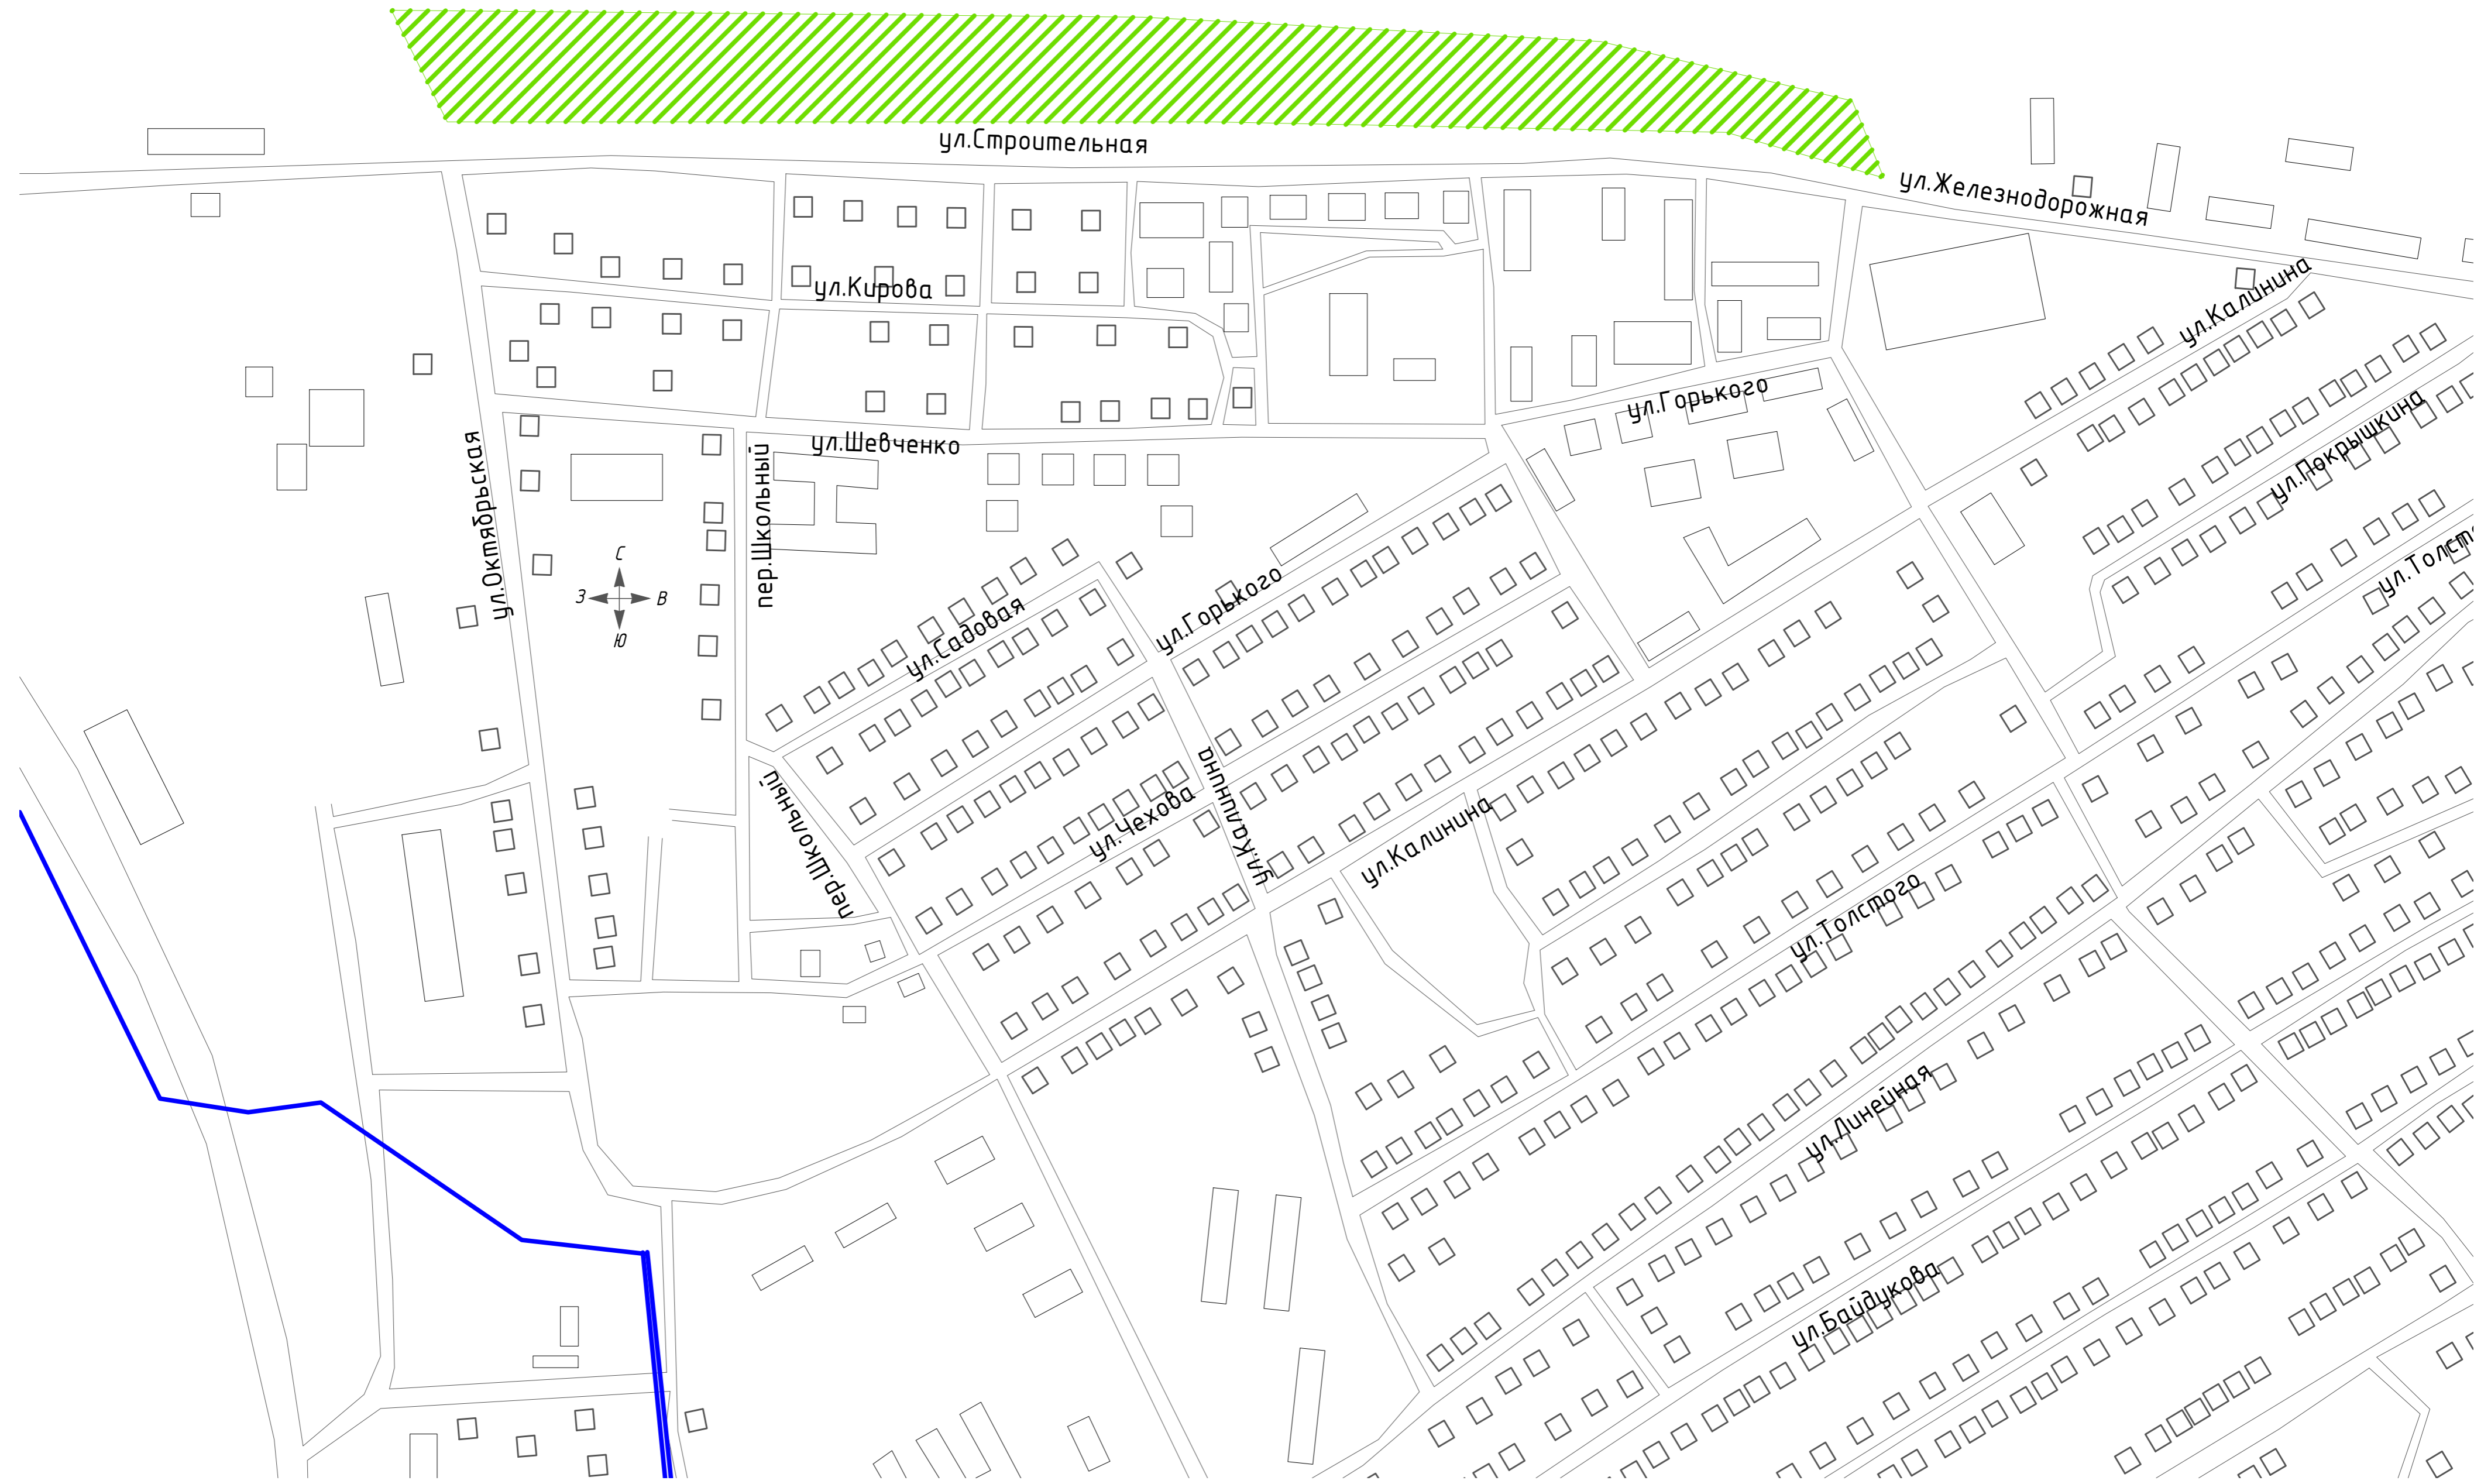 ул.Строительная
ул.Железнодорожная
ул.Калинина
ул.Кирова
ул.Горького
ул.Покрышкина
ул.Шевченко
ул.Октябрьская
пер.Школьный
С
З
В
Ю
ул.Садовая
ул.Горького
ул.Толст
пер.Школьный
ул.Чехова
ул.Калинина
ул.Калинина
ул.Толстого
ул.Линейная
ул.Байдукова